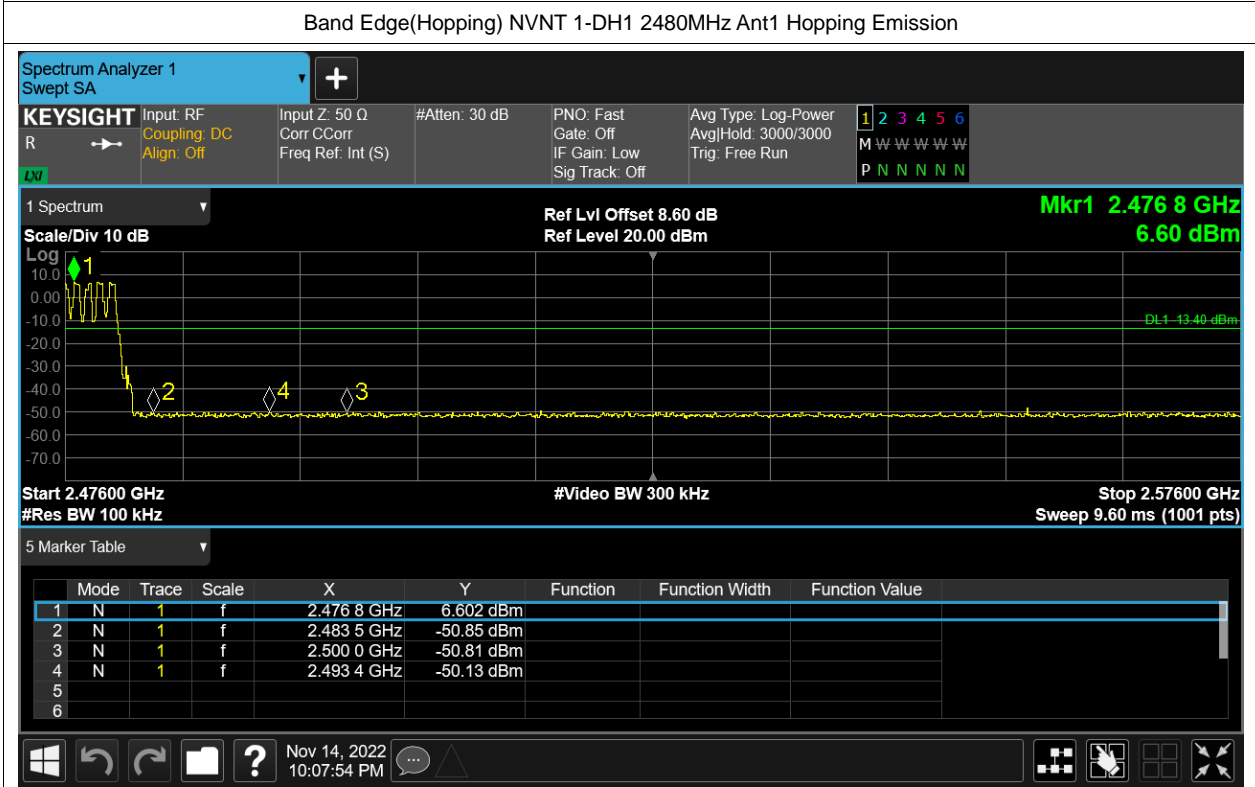 Band Edge(Hopping) NVNT 1-DH1 2480MHz Ant1 Hopping Emission
Spectrum Analyzer 1
Swept SA
KEYSIGHT
R
LXI
Input: RF
Coupling: DC
Align: Off
Input Z: 50 Ω
Corr CCorr
Freq Ref: Int (S)
#Atten: 30 dB
PNO: Fast
Gate: Off
IF Gain: Low
Sig Track: Off
Avg Type: Log-Power
Avg|Hold: 3000/3000
Trig: Free Run
1 2 3 4 5 6
M W W W W W
P N N N N N
1 Spectrum
Scale/Div 10 dB
Ref Lvl Offset 8.60 dB
Ref Level 20.00 dBm
Mkr1 2.476 8 GHz
6.60 dBm
Log
10.0
0.00
-10.0
-20.0
-30.0
-40.0
-50.0
-60.0
-70.0
1
2
4
3
DL1 -13.40 dBm
Start 2.47600 GHz
#Res BW 100 kHz
#Video BW 300 kHz
Stop 2.57600 GHz
Sweep 9.60 ms (1001 pts)
5 Marker Table
Mode Trace Scale X Y Function Function Width Function Value
1 N 1 f 2.476 8 GHz 6.602 dBm
2 N 1 f 2.483 5 GHz -50.85 dBm
3 N 1 f 2.500 0 GHz -50.81 dBm
4 N 1 f 2.493 4 GHz -50.13 dBm
5
6
?
Nov 14, 2022
10:07:54 PM